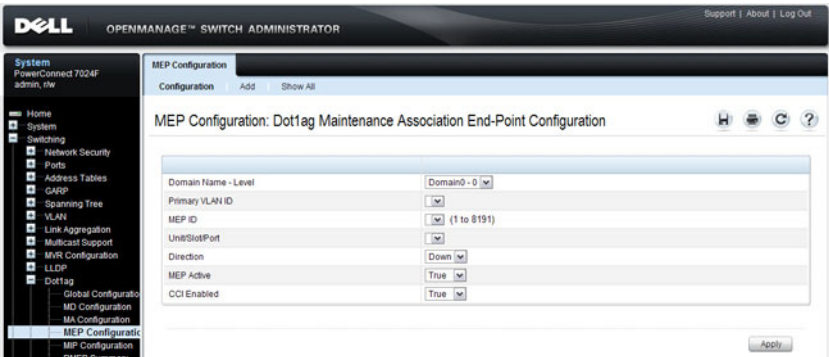 Support | About | Log Out
DELL
OPENMANAGE™ SWITCH ADMINISTRATOR
System
PowerConnect 7024F
admin, r/w
Home
System
Switching
Network Security
Ports
Address Tables
GARP
Spanning Tree
VLAN
Link Aggregation
Multicast Support
MVR Configuration
LLDP
Dot1ag
Global Configuratio
MD Configuration
MA Configuration
MEP Configuratic
MIP Configuration
MEP Configuration
Configuration Add Show All
MEP Configuration: Dot1ag Maintenance Association End-Point Configuration
?
Domain Name - Level Domain0 - 0
Primary VLAN ID
MEP ID (1 to 8191)
Unit/Slot/Port
Direction Down
MEP Active True
CCI Enabled True
Apply